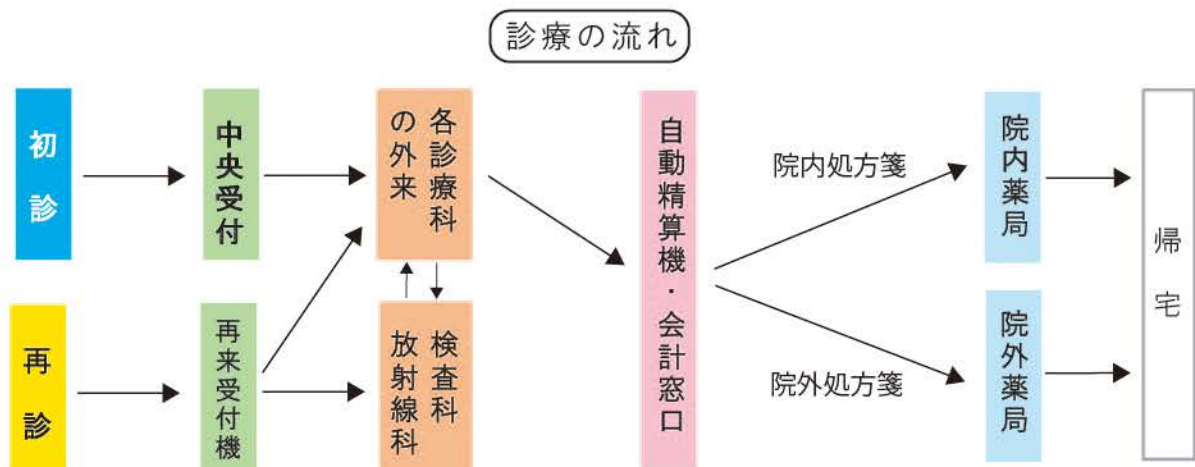 診療の流れ
初診
中央受付
各診療科
の外来
自動精算機・会計窓口
院内処方箋
院内薬局
帰宅
再診
再来受付機
検査科
放射線科
院外処方箋
院外薬局